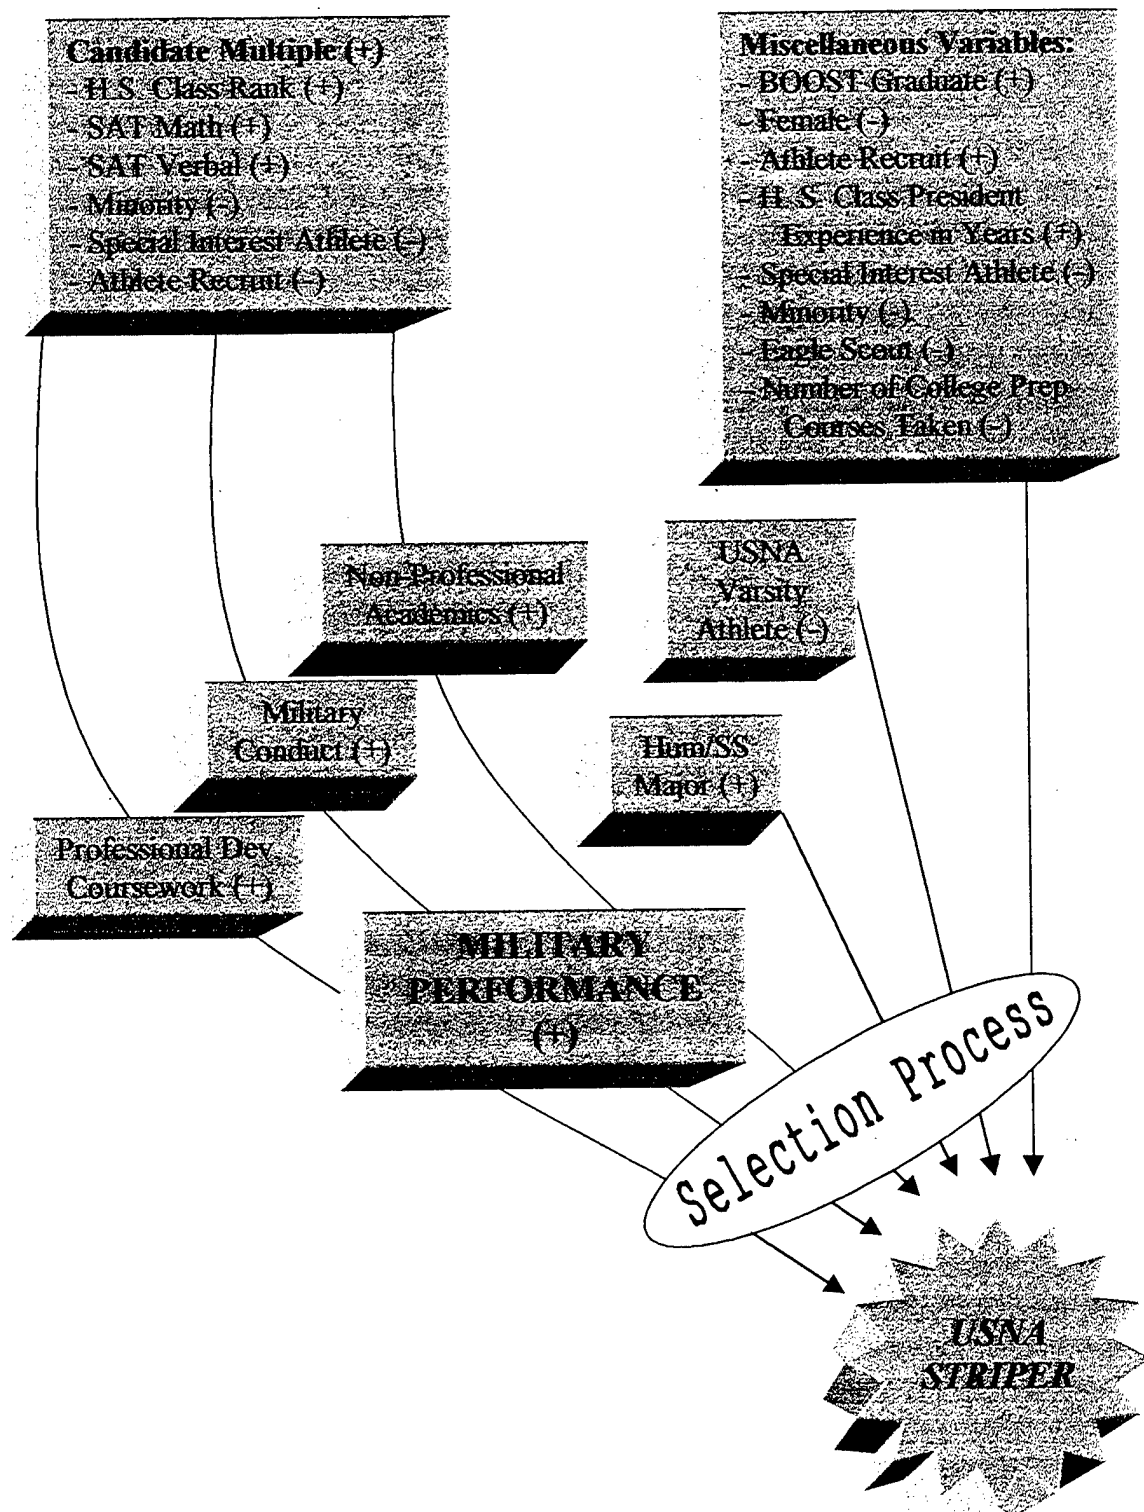 Candidate Multiple (+)
- H.S. Class Rank (+)
- SAT Math (+)
- SAT Verbal (+)
- Minority (-)
- Special Interest Athlete (-)
- Athlete Recruit (-)
Miscellaneous Variables:
- BOOST Graduate (+)
- Female (-)
- Athlete Recruit (+)
- H. S. Class President
Experience in Years (+)
- Special Interest Athlete (-)
- Minority (-)
- Eagle Scout (-)
- Number of College Prep
Courses Taken (-)
Non-Professional
Academics (+)
USNA
Varsity
Athlete (-)
Military
Conduct (+)
Hum/SS
Major (+)
Professional Dev.
Coursework (+)
MILITARY
PERFORMANCE
(+)
Selection Process
USNA
STRIPER